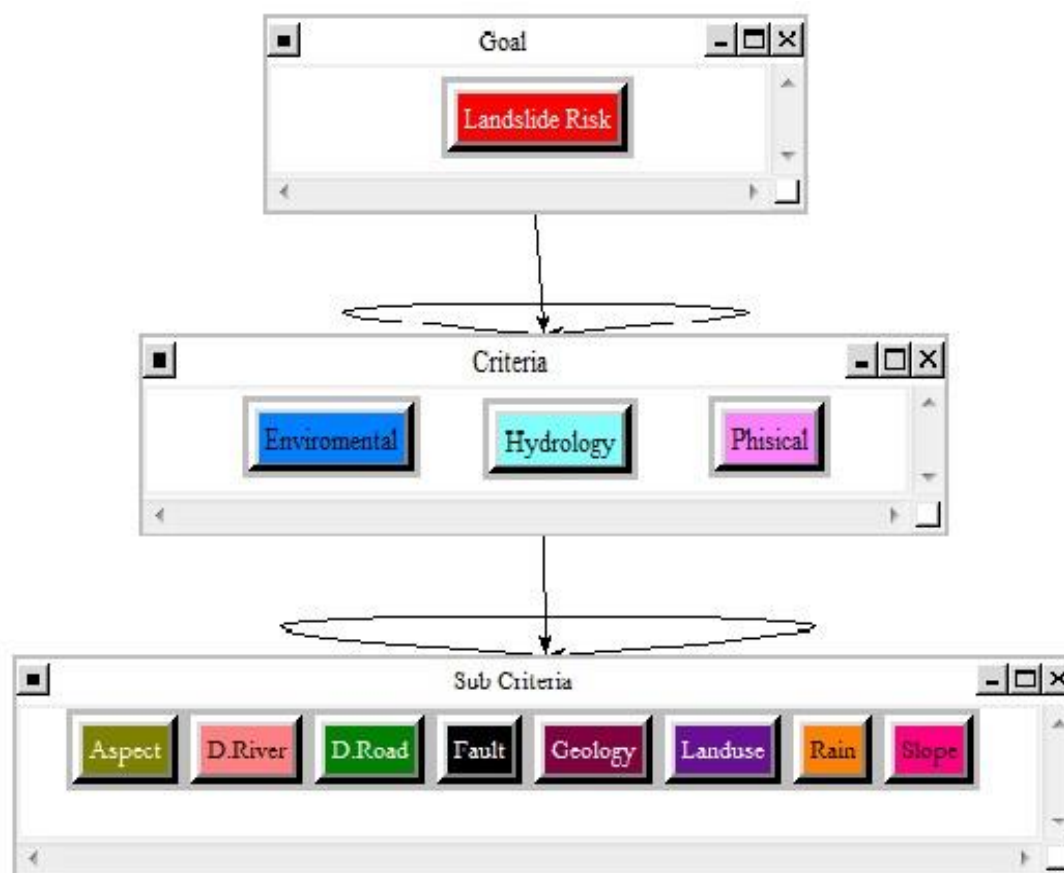 Goal
Landslide Risk
Criteria
Enviromental Hydrology Phisical
Sub Criteria
Aspect D.River D.Road Fault Geology Landuse Rain Slope